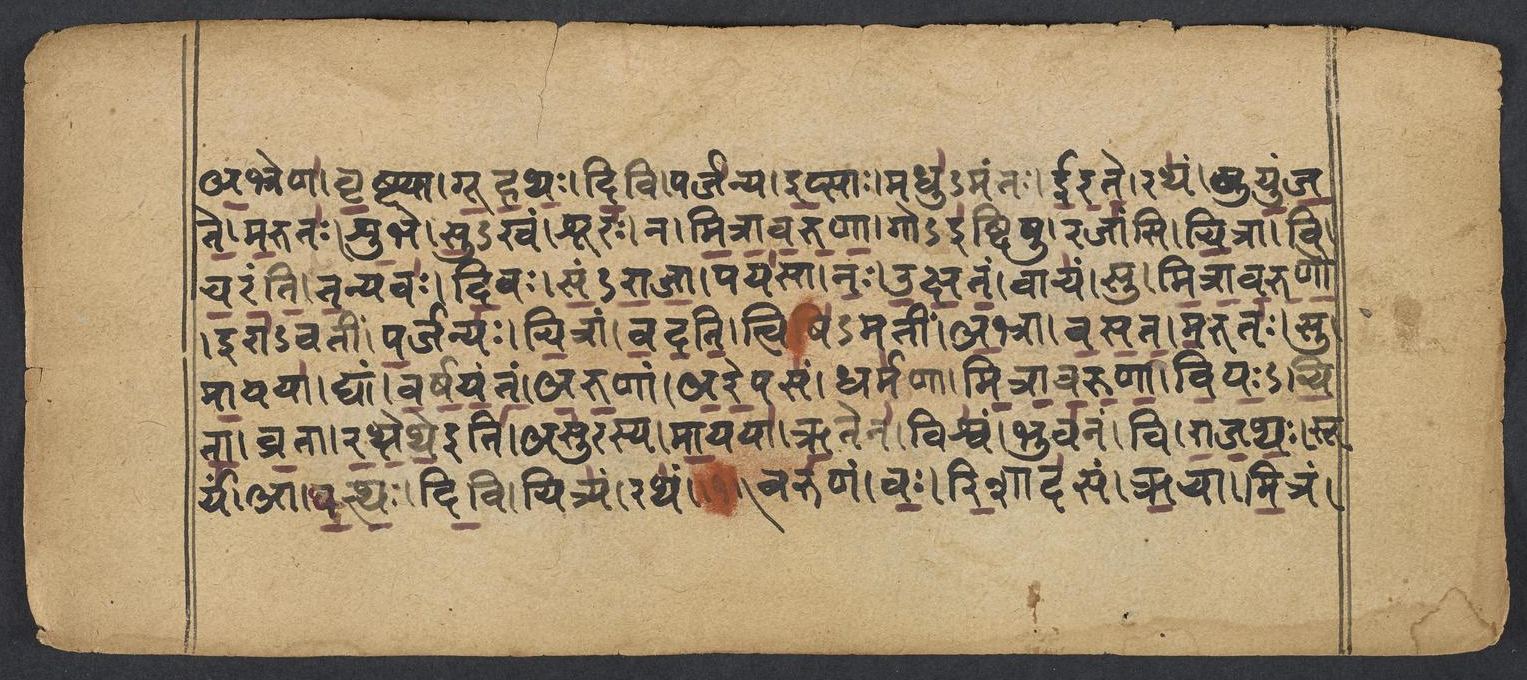 अभ्रेण। वृष्ट्या। गूहथः। दिवि। पर्जन्य। द्रप्साः। मधुऽमंतः। ईरते। रथं। युंज
ते। मरुतः। शुभे। सुऽखं। शूरः। न। मित्रावरुणा। गोऽइष्टिषु। रजांसि। चित्रा। वि।
चरंति। तन्यवः। दिवः। संऽराजा। पयसा। नः। उक्षतं। वाचं। सु। मित्रावरुणौ
। इराऽवतीं। पर्जन्यः। चित्रां। वदति। त्विषिऽमतीं। अभ्रा। वसत। मरुतः। सु।
मायया। द्यां। वर्षयतं। अरुणां। अरेपसं। धर्मणा। मित्रावरुणा। विपःऽचि
ता। व्रता। रक्षेथेइति। असुरस्य। मायया। ऋतेन। विश्वं। भुवनं। वि। राजथः। सू
र्यं। आ। धत्थः। दिवि। चित्र्यं। रथं। १। वरुणं। वः। रिशादसं। ऋचा। मित्रं।